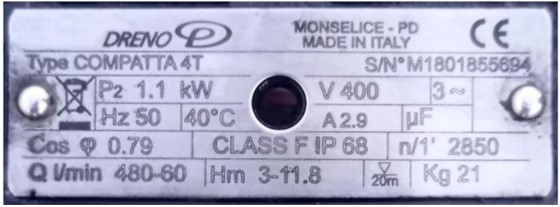 DRENO P MONSELICE - PD
MADE IN ITALY CE
Type COMPATTA 4T S/N° M1801855694
P2 1.1 kW V 400 3~
Hz 50 40°C A 2.9 µF
Cos φ 0.79 CLASS F IP 68 n/1' 2850
Q l/min 480-60 Hm 3-11.8 ▽ 20m Kg 21